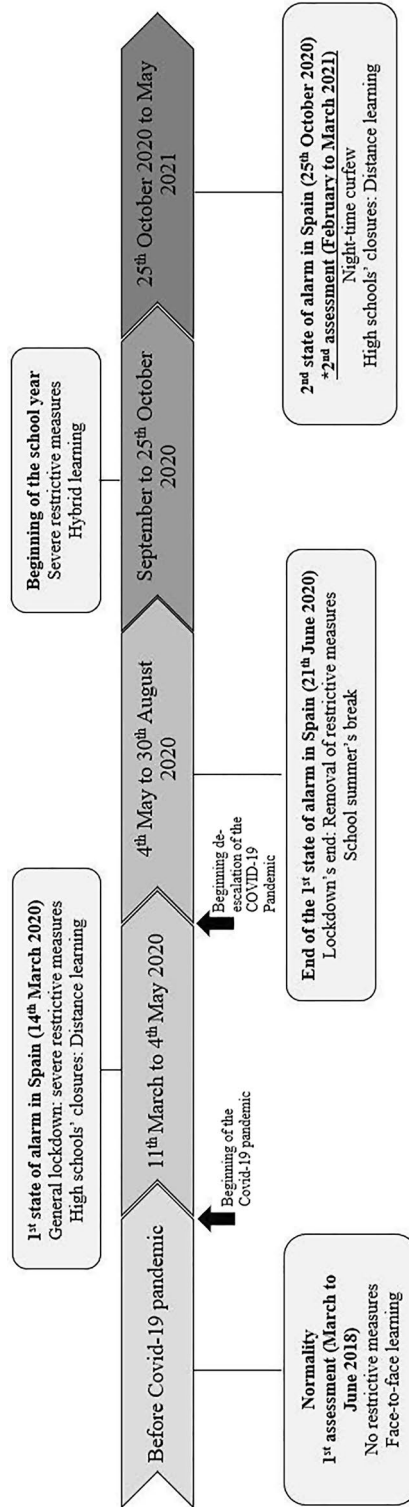 Before Covid-19 pandemic
Normality
1st assessment (March to
June 2018)
No restrictive measures
Face-to-face learning
Beginning of the
Covid-19 pandemic
1st state of alarm in Spain (14th March 2020)
General lockdown: severe restrictive measures
High schools’ closures: Distance learning
11th March to 4th May 2020
Beginning de-
escalation of the
COVID-19
Pandemic
4th May to 30th August
2020
End of the 1st state of alarm in Spain (21th June 2020)
Lockdown’s end: Removal of restrictive measures
School summer’s break
Beginning of the school year
Severe restrictive measures
Hybrid learning
September to 25th October
2020
25th October 2020 to May
2021
2nd state of alarm in Spain (25th October 2020)
*2nd assessment (February to March 2021)
Night-time curfew
High schools’ closures: Distance learning